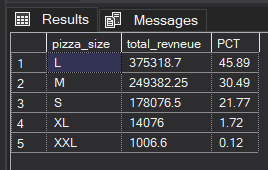 Results Messages
pizza_size total_revneue PCT
1 L 375318.7 45.89
2 M 249382.25 30.49
3 S 178076.5 21.77
4 XL 14076 1.72
5 XXL 1006.6 0.12